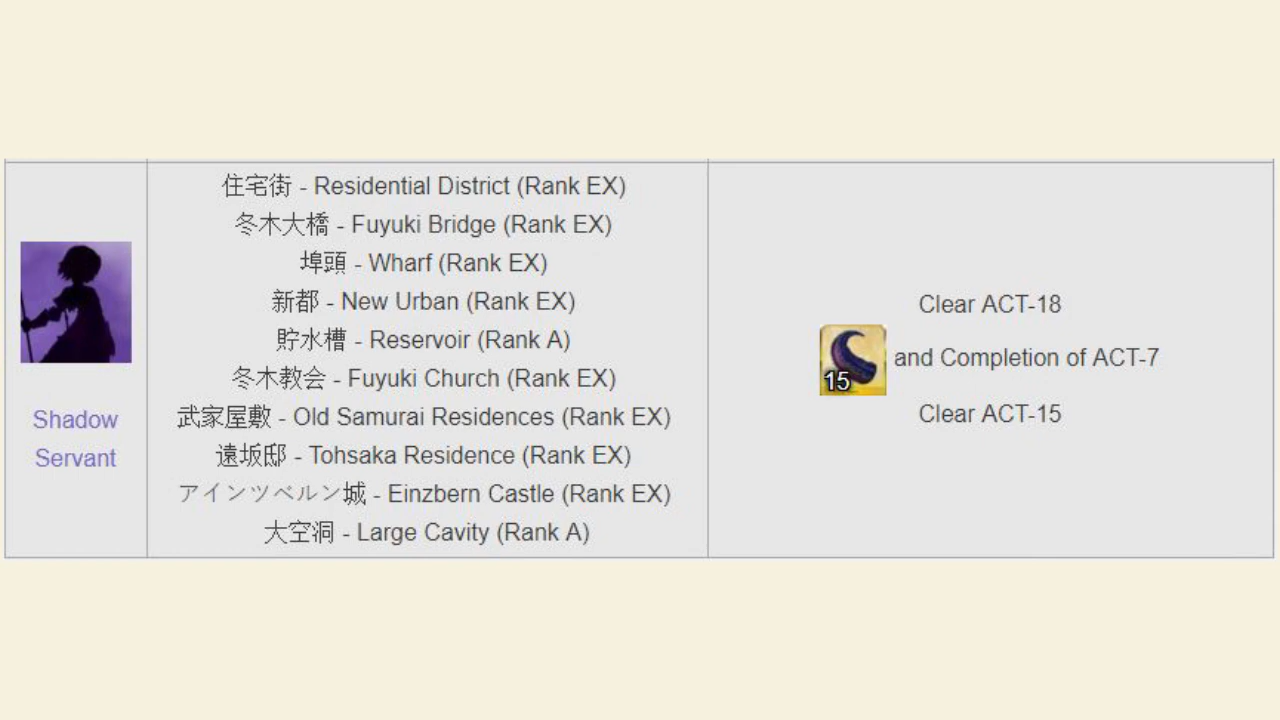 Shadow
Servant
住宅街 - Residential District (Rank EX)
冬木大橋 - Fuyuki Bridge (Rank EX)
埠頭 - Wharf (Rank EX)
新都 - New Urban (Rank EX)
貯水槽 - Reservoir (Rank A)
冬木教会 - Fuyuki Church (Rank EX)
武家屋敷 - Old Samurai Residences (Rank EX)
遠坂邸 - Tohsaka Residence (Rank EX)
アインツベルン城 - Einzbern Castle (Rank EX)
大空洞 - Large Cavity (Rank A)
Clear ACT-18
15 and Completion of ACT-7
Clear ACT-15